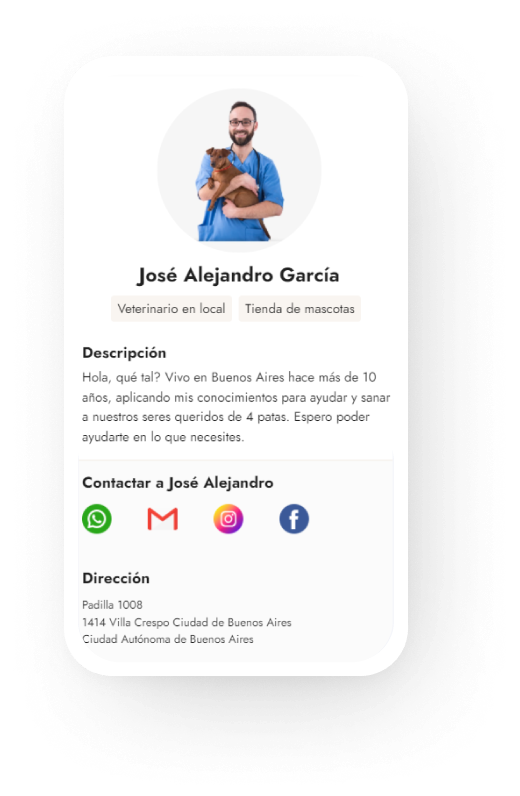 José Alejandro García
Veterinario en local Tienda de mascotas
Descripción
Hola, qué tal? Vivo en Buenos Aires hace más de 10
años, aplicando mis conocimientos para ayudar y sanar
a nuestros seres queridos de 4 patas. Espero poder
ayudarte en lo que necesites.
Contactar a José Alejandro
Dirección
Padilla 1008
1414 Villa Crespo Ciudad de Buenos Aires
Ciudad Autónoma de Buenos Aires